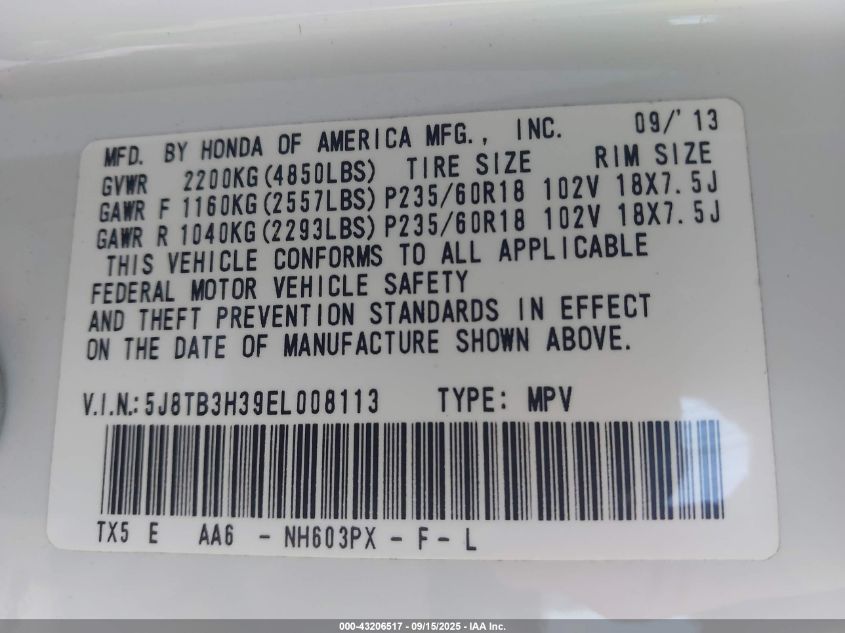 MFD. BY HONDA OF AMERICA MFG., INC. 09/'13
GVWR 2200KG(4850LBS) TIRE SIZE RIM SIZE
GAWR F 1160KG(2557LBS) P235/60R18 102V 18X7.5J
GAWR R 1040KG(2293LBS) P235/60R18 102V 18X7.5J
THIS VEHICLE CONFORMS TO ALL APPLICABLE
FEDERAL MOTOR VEHICLE SAFETY
AND THEFT PREVENTION STANDARDS IN EFFECT
ON THE DATE OF MANUFACTURE SHOWN ABOVE.
V.I.N.: 5J8TB3H39EL008113 TYPE: MPV
TX5 E AA6 - NH603PX - F - L
000-43206517 - 09/15/2025 - IAA Inc.